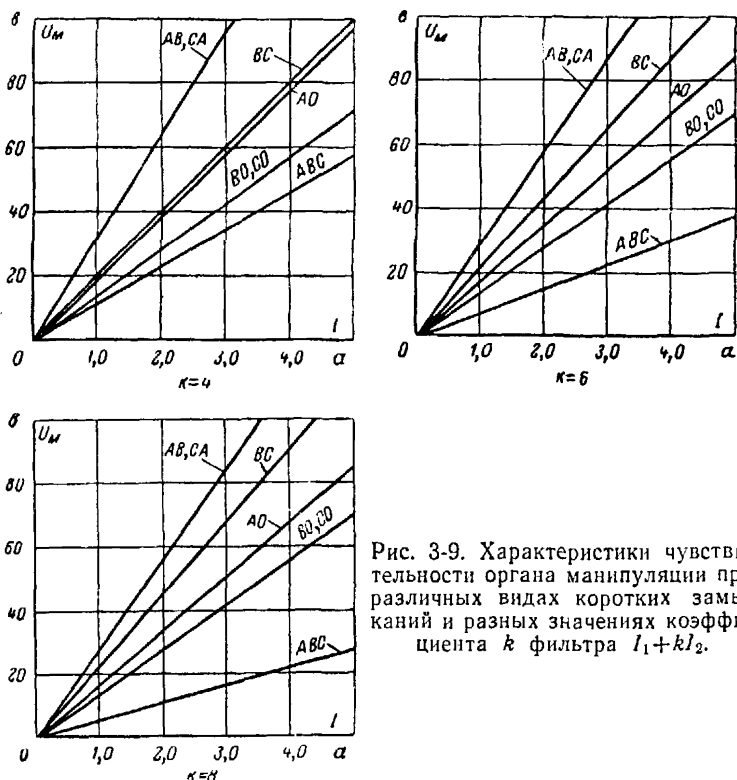 в
Uм
AB,CA
BC
AO
BO,CO
ABC
80
60
40
20
0
1,0 2,0 3,0 4,0
I
a
к=4
в
Uм
AB,CA
BC
AO
BO,CO
ABC
80
60
40
20
0
1,0 2,0 3,0 4,0
I
a
к=6
в
Uм
AB,CA
BC
AO
BO,CO
ABC
80
60
40
20
0
1,0 2,0 3,0 4,0
I
a
к=8
Рис. 3-9. Характеристики чувстви
тельности органа манипуляции пр
различных видах коротких замы
каний и разных значениях коэффи
циента k фильтра I₁+kI₂.